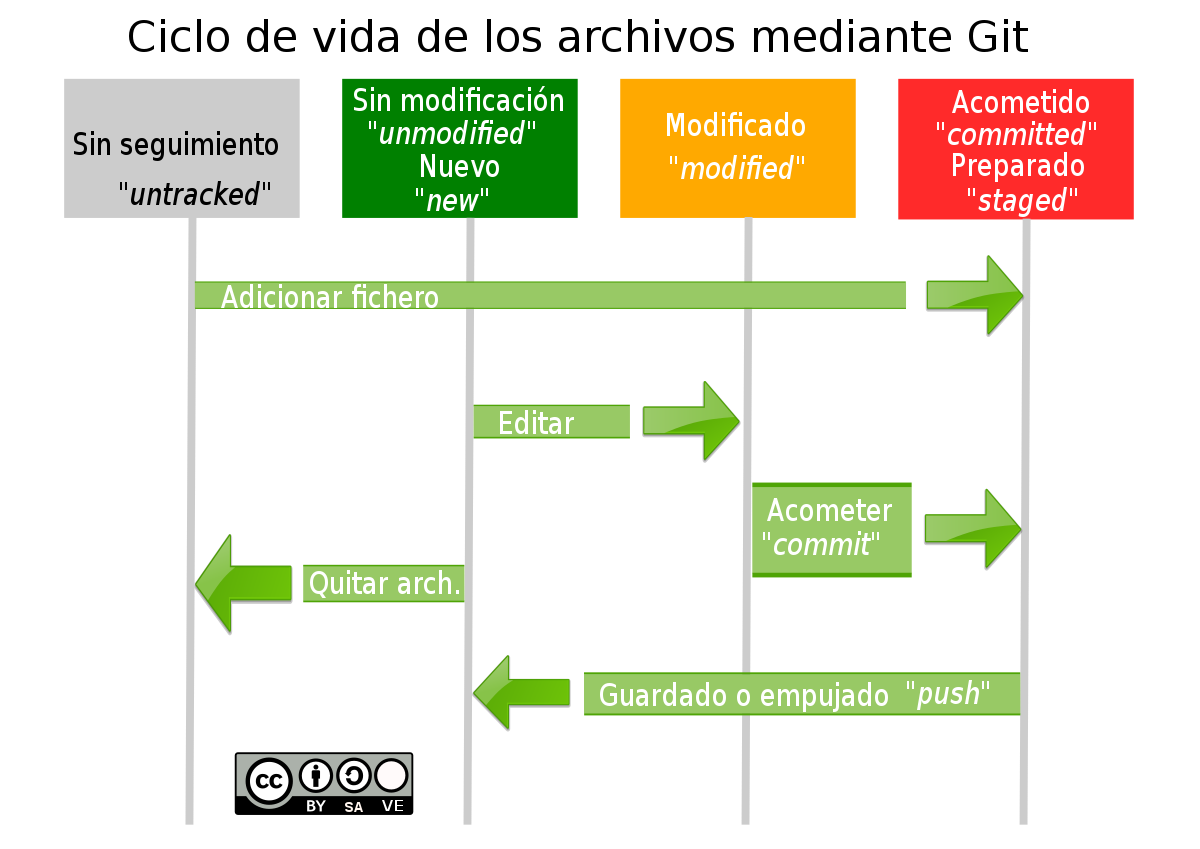 Ciclo de vida de los archivos mediante Git
Sin seguimiento
"untracked"
Sin modificación
"unmodified"
Nuevo
"new"
Modificado
"modified"
Acometido
"committed"
Preparado
"staged"
Adicionar fichero
Editar
Acometer
"commit"
Quitar arch.
Guardado o empujado "push"
cc
BY SA VE